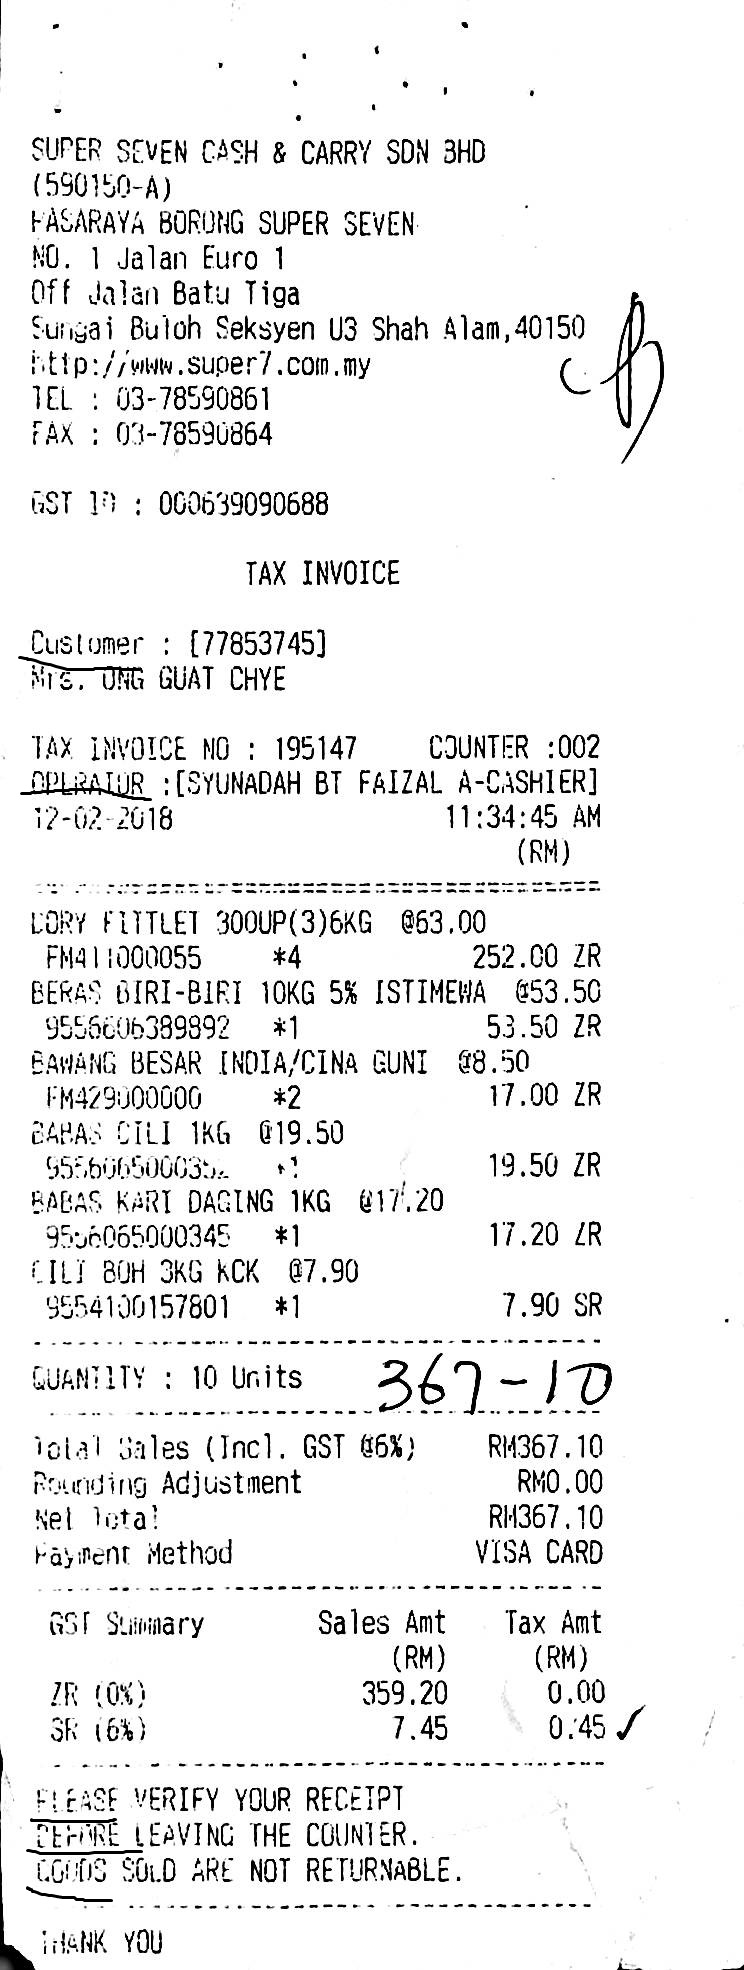 SUPER SEVEN CASH & CARRY SDN BHD
(590150-A)
PASARAYA BORONG SUPER SEVEN
NO. 1 Jalan Euro 1
Off Jalan Batu Tiga
Sungai Buloh Seksyen U3 Shah Alam,40150
http://www.super7.com.my
TEL : 03-78590861
FAX : 03-78590864
GST ID : 000639090688
TAX INVOICE
Customer : [77853745]
Mrs. ONG GUAT CHYE
TAX INVOICE NO : 195147 COUNTER :002
OPERATOR :[SYUNADAH BT FAIZAL A-CASHIER]
12-02-2018 11:34:45 AM
(RM)
DORY FITTLET 300UP(3)6KG @63.00
FM411000055 *4 252.00 ZR
BERAS BIRI-BIRI 10KG 5% ISTIMEWA @53.50
9556606389892 *1 53.50 ZR
BAWANG BESAR INDIA/CINA GUNI @8.50
FM429000000 *2 17.00 ZR
BABAS CILI 1KG @19.50
9556065000352 *1 19.50 ZR
BABAS KARI DAGING 1KG @17.20
9556065000345 *1 17.20 ZR
CILI BOH 3KG KCK @7.90
9554100157801 *1 7.90 SR
QUANTITY : 10 Units 367-10
Total Sales (Incl. GST @6%) RM367.10
Rounding Adjustment RM0.00
Net Total RM367.10
Payment Method VISA CARD
GST Summary Sales Amt Tax Amt
(RM) (RM)
ZR (0%) 359.20 0.00
SR (6%) 7.45 0.45 ✓
PLEASE VERIFY YOUR RECEIPT
BEFORE LEAVING THE COUNTER.
GOODS SOLD ARE NOT RETURNABLE.
THANK YOU